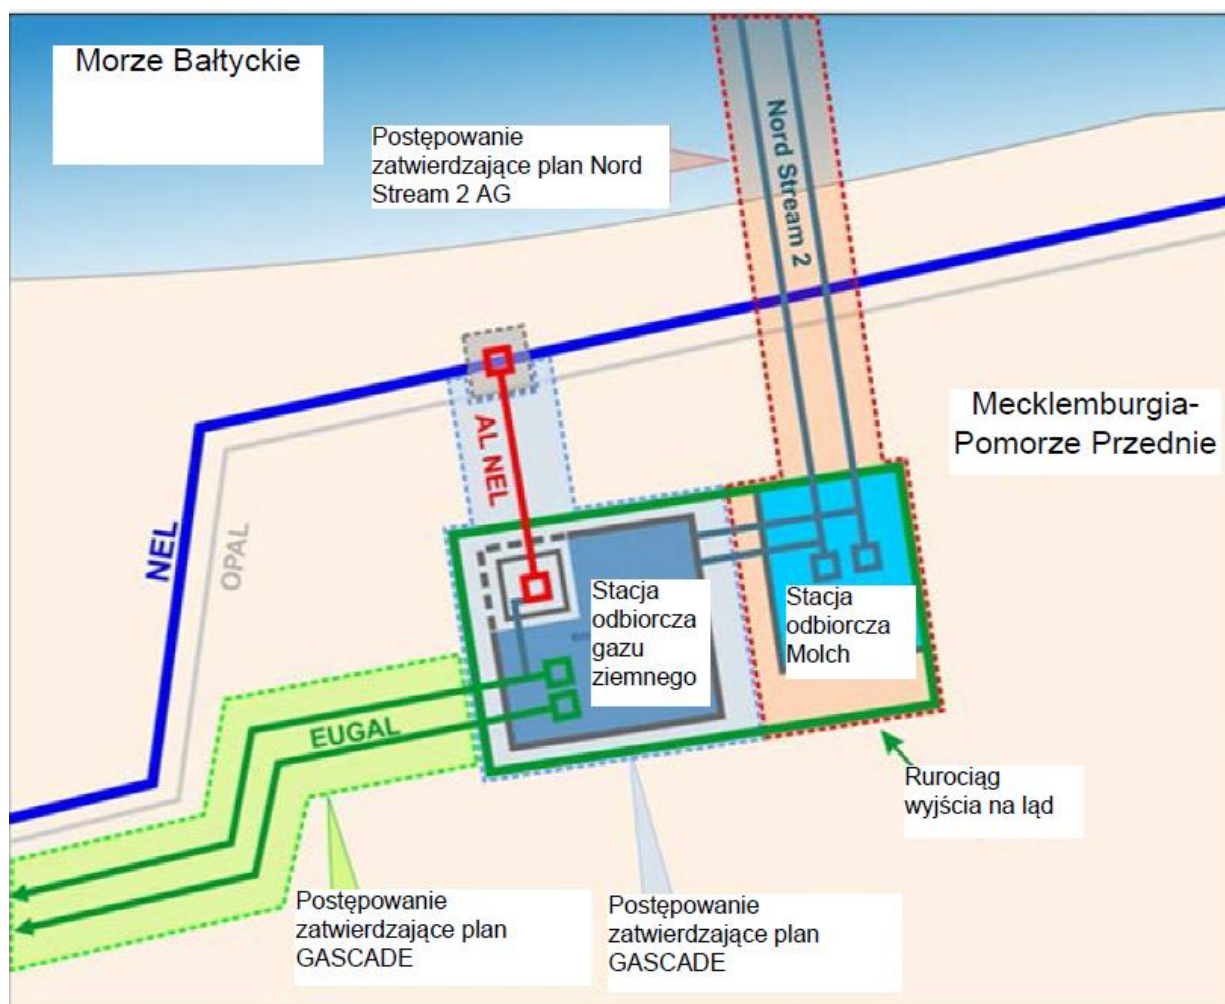 Morze Bałtyckie
Postępowanie
zatwierdzające plan Nord
Stream 2 AG
Nord Stream 2
Mecklemburgia-
Pomorze Przednie
AL NEL
NEL
OPAL
Stacja
odbiorcza
gazu
ziemnego
Stacja
odbiorcza
Molch
EUGAL
Rurociąg
wyjścia na ląd
Postępowanie
zatwierdzające plan
GASCADE
Postępowanie
zatwierdzające plan
GASCADE